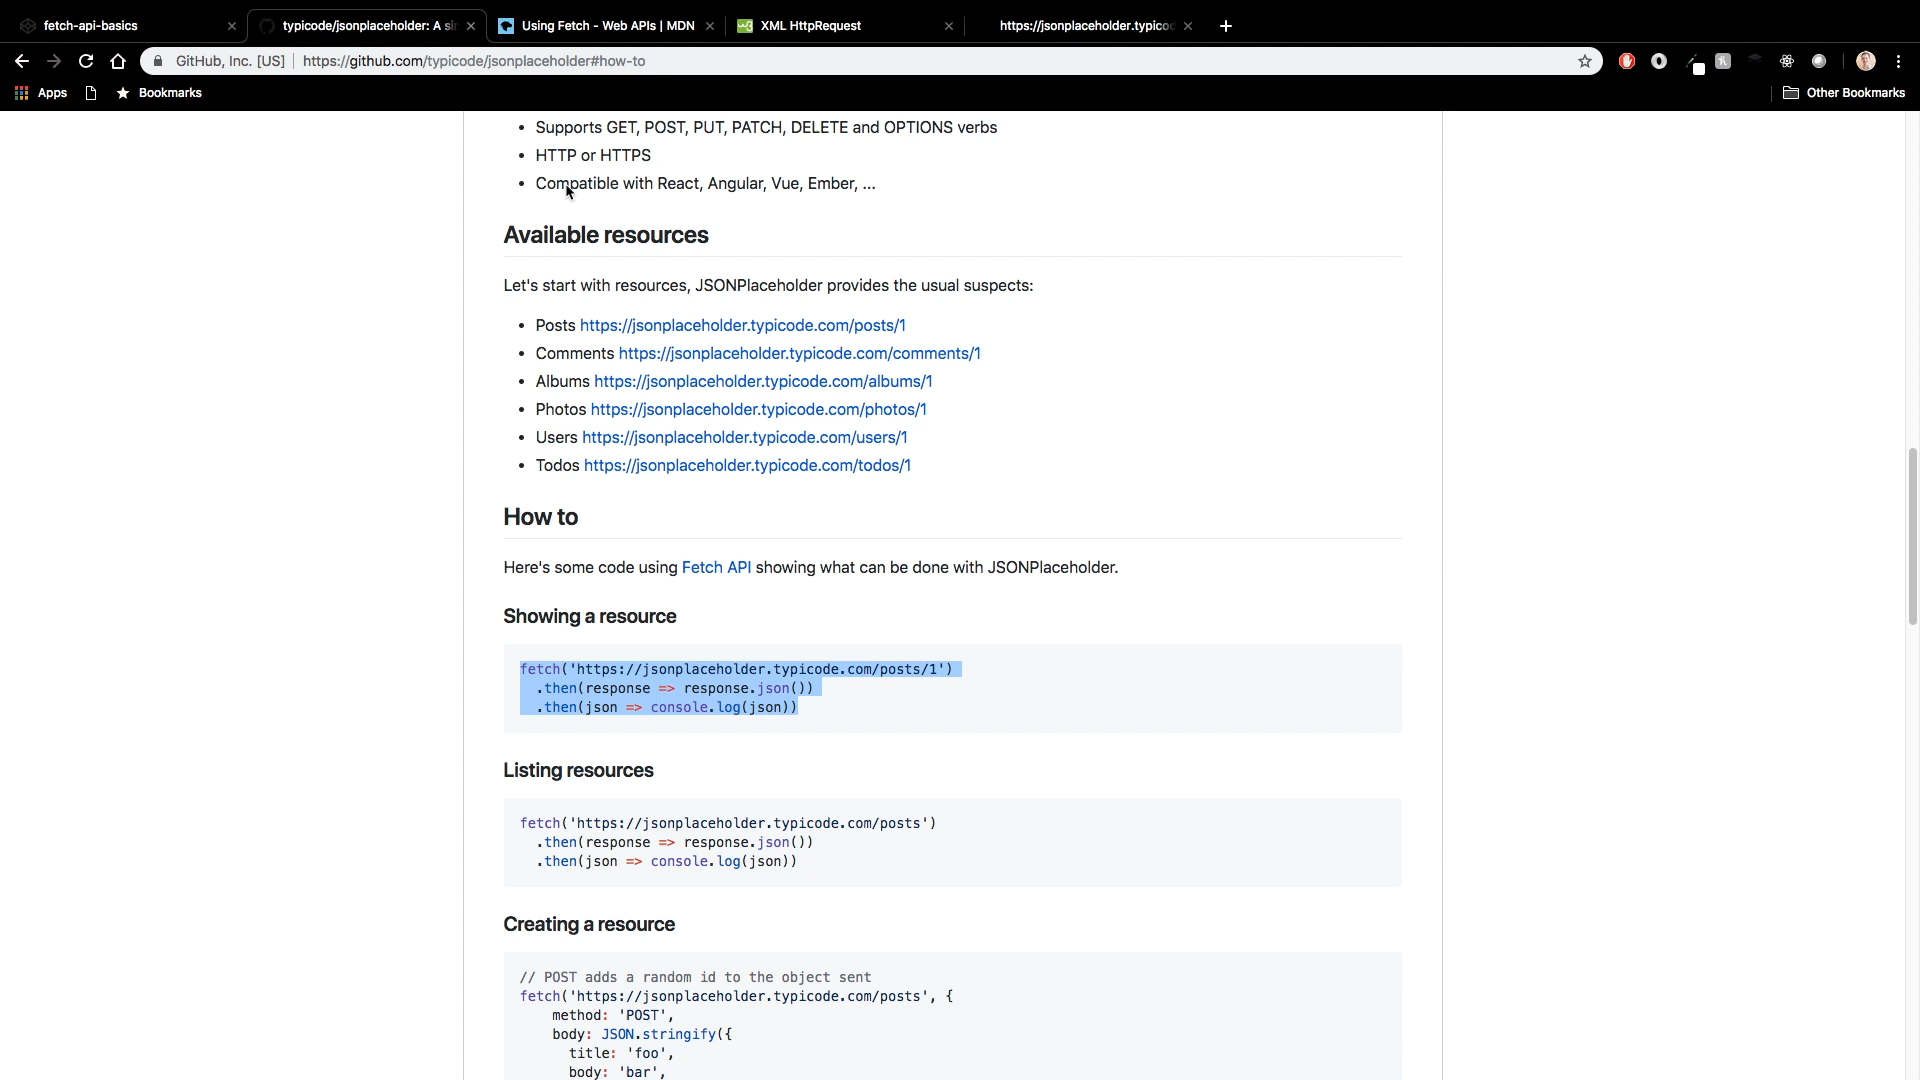 fetch-api-basics
typicode/jsonplaceholder: A si
Using Fetch - Web APIs | MDN
XML HttpRequest
https://jsonplaceholder.typico
GitHub, Inc. [US] | https://github.com/typicode/jsonplaceholder#how-to
Apps
Bookmarks
Other Bookmarks
• Supports GET, POST, PUT, PATCH, DELETE and OPTIONS verbs
• HTTP or HTTPS
• Compatible with React, Angular, Vue, Ember, ...
Available resources
Let's start with resources, JSONPlaceholder provides the usual suspects:
• Posts https://jsonplaceholder.typicode.com/posts/1
• Comments https://jsonplaceholder.typicode.com/comments/1
• Albums https://jsonplaceholder.typicode.com/albums/1
• Photos https://jsonplaceholder.typicode.com/photos/1
• Users https://jsonplaceholder.typicode.com/users/1
• Todos https://jsonplaceholder.typicode.com/todos/1
How to
Here's some code using Fetch API showing what can be done with JSONPlaceholder.
Showing a resource
fetch('https://jsonplaceholder.typicode.com/posts/1')
  .then(response => response.json())
  .then(json => console.log(json))
Listing resources
fetch('https://jsonplaceholder.typicode.com/posts')
  .then(response => response.json())
  .then(json => console.log(json))
Creating a resource
// POST adds a random id to the object sent
fetch('https://jsonplaceholder.typicode.com/posts', {
    method: 'POST',
    body: JSON.stringify({
      title: 'foo',
      body: 'bar',